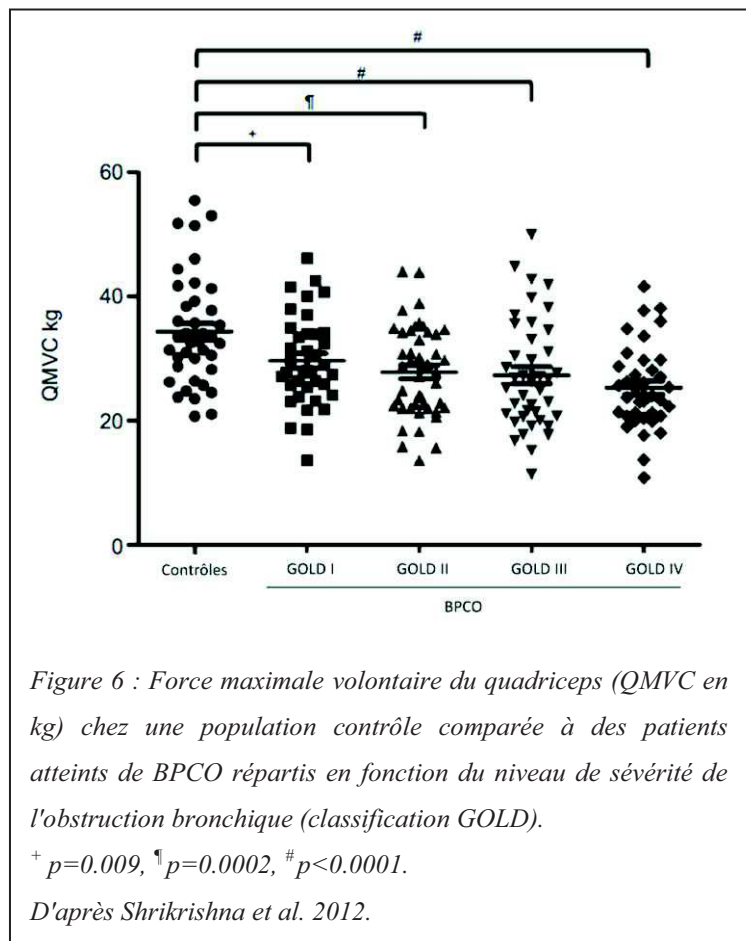 #
#
¶
+
60
40
20
0
QMVC kg
Contrôles GOLD I GOLD II GOLD III GOLD IV
BPCO
Figure 6 : Force maximale volontaire du quadriceps (QMVC en
kg) chez une population contrôle comparée à des patients
atteints de BPCO répartis en fonction du niveau de sévérité de
l'obstruction bronchique (classification GOLD).
+ p=0.009, ¶ p=0.0002, # p<0.0001.
D'après Shrikrishna et al. 2012.